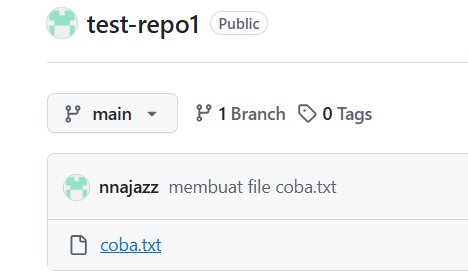 test-repo1 Public
main 1 Branch 0 Tags
nnajazz membuat file coba.txt
coba.txt